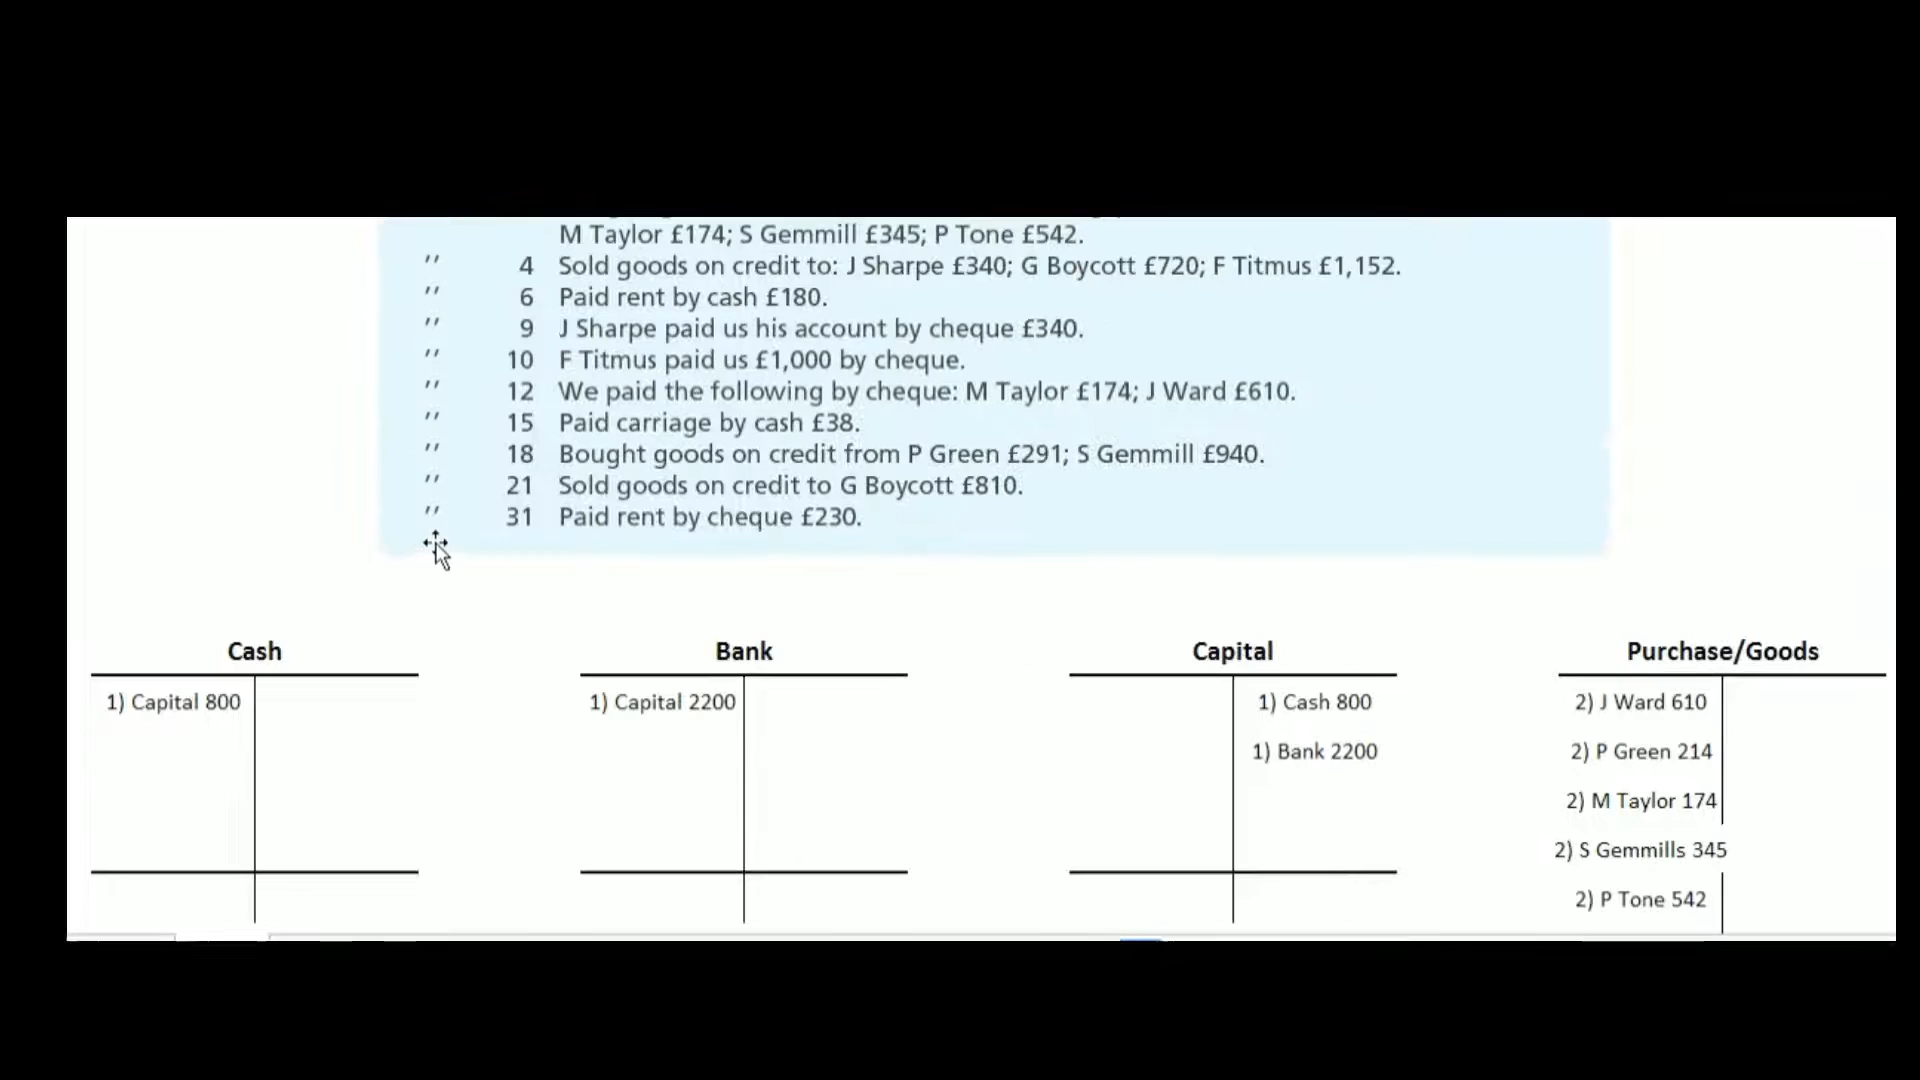 M Taylor £174; S Gemmill £345; P Tone £542.
″ 4 Sold goods on credit to: J Sharpe £340; G Boycott £720; F Titmus £1,152.
″ 6 Paid rent by cash £180.
″ 9 J Sharpe paid us his account by cheque £340.
″ 10 F Titmus paid us £1,000 by cheque.
″ 12 We paid the following by cheque: M Taylor £174; J Ward £610.
″ 15 Paid carriage by cash £38.
″ 18 Bought goods on credit from P Green £291; S Gemmill £940.
″ 21 Sold goods on credit to G Boycott £810.
″ 31 Paid rent by cheque £230.
Cash
1) Capital 800
Bank
1) Capital 2200
Capital
1) Cash 800
1) Bank 2200
Purchase/Goods
2) J Ward 610
2) P Green 214
2) M Taylor 174
2) S Gemmills 345
2) P Tone 542